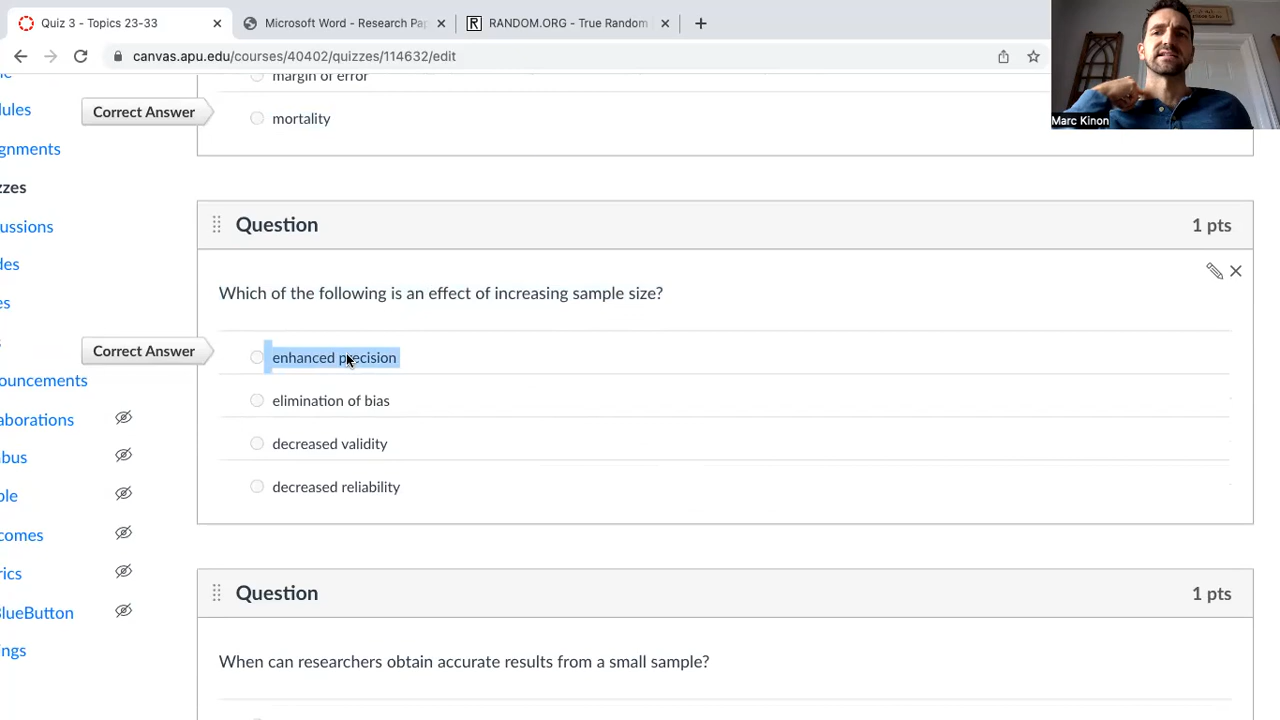 Quiz 3 - Topics 23-33
Microsoft Word - Research Pap
RANDOM.ORG - True Random
canvas.apu.edu/courses/40402/quizzes/114632/edit
Marc Kinon
dules
gnments
zzes
ussions
des
es
s
ouncements
aborations
bus
ple
comes
rics
BlueButton
ngs
margin of error
Correct Answer
mortality
Question
1 pts
Which of the following is an effect of increasing sample size?
Correct Answer
enhanced precision
elimination of bias
decreased validity
decreased reliability
Question
1 pts
When can researchers obtain accurate results from a small sample?